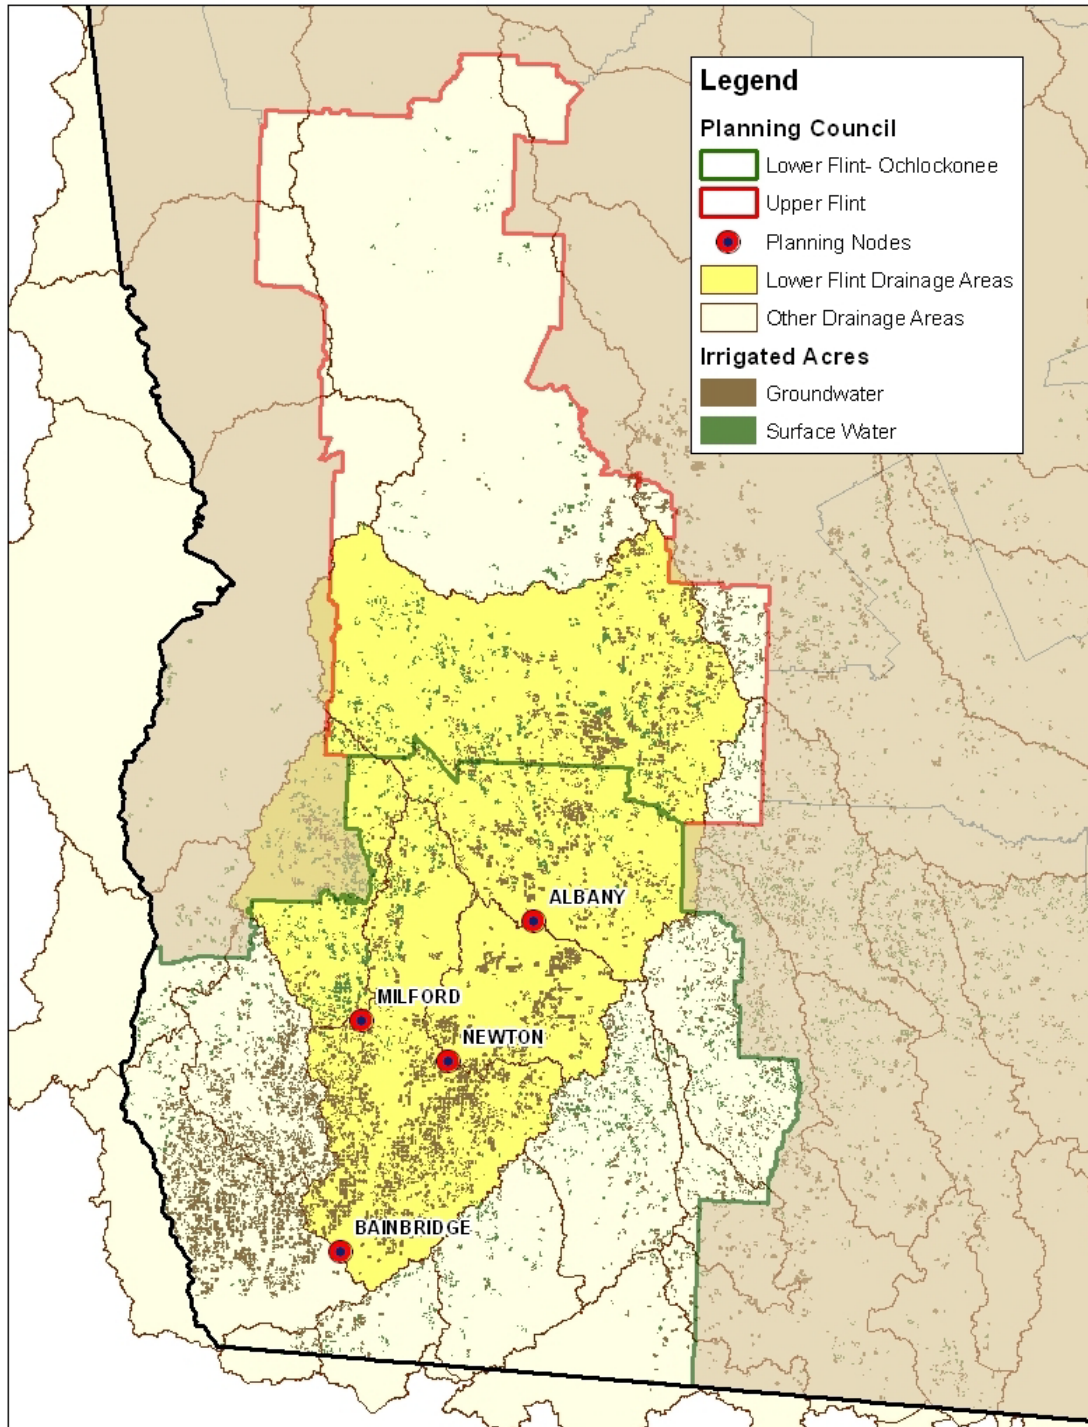 Legend
Planning Council
Lower Flint- Ochlockonee
Upper Flint
Planning Nodes
Lower Flint Drainage Areas
Other Drainage Areas
Irrigated Acres
Groundwater
Surface Water
ALBANY
MILFORD
NEWTON
BAINBRIDGE